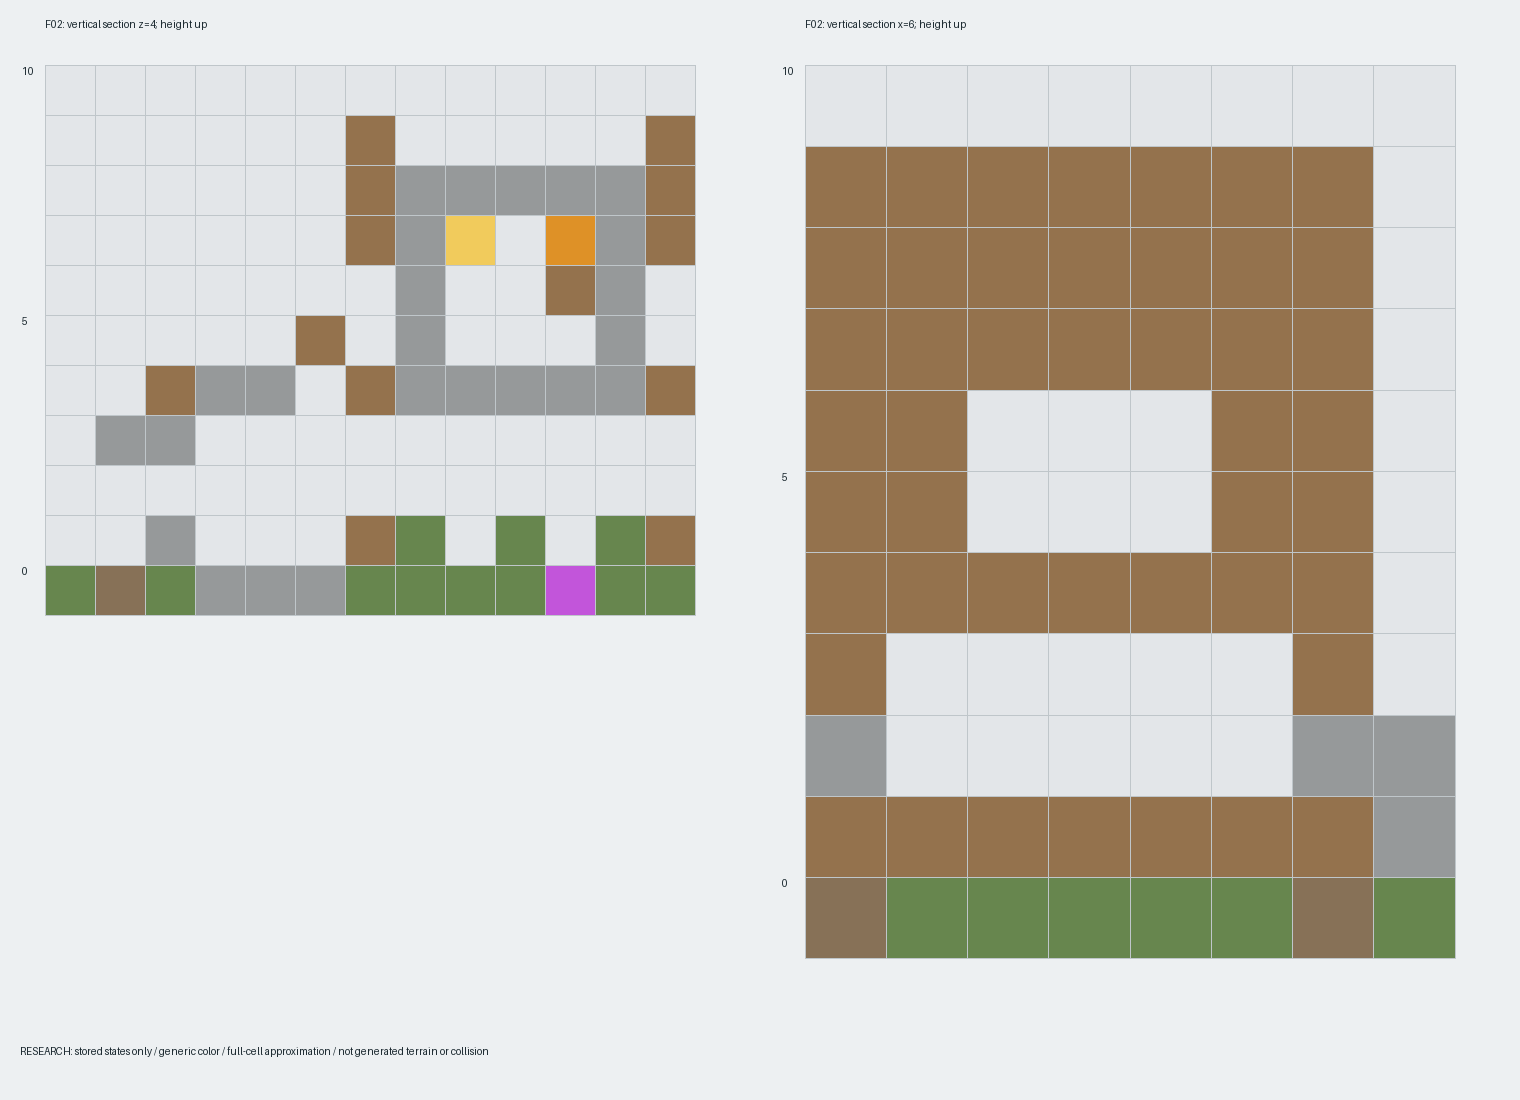 F02: vertical section z=4; height up
F02: vertical section x=6; height up
10
5
0
10
5
0
RESEARCH: stored states only / generic color / full-cell approximation / not generated terrain or collision